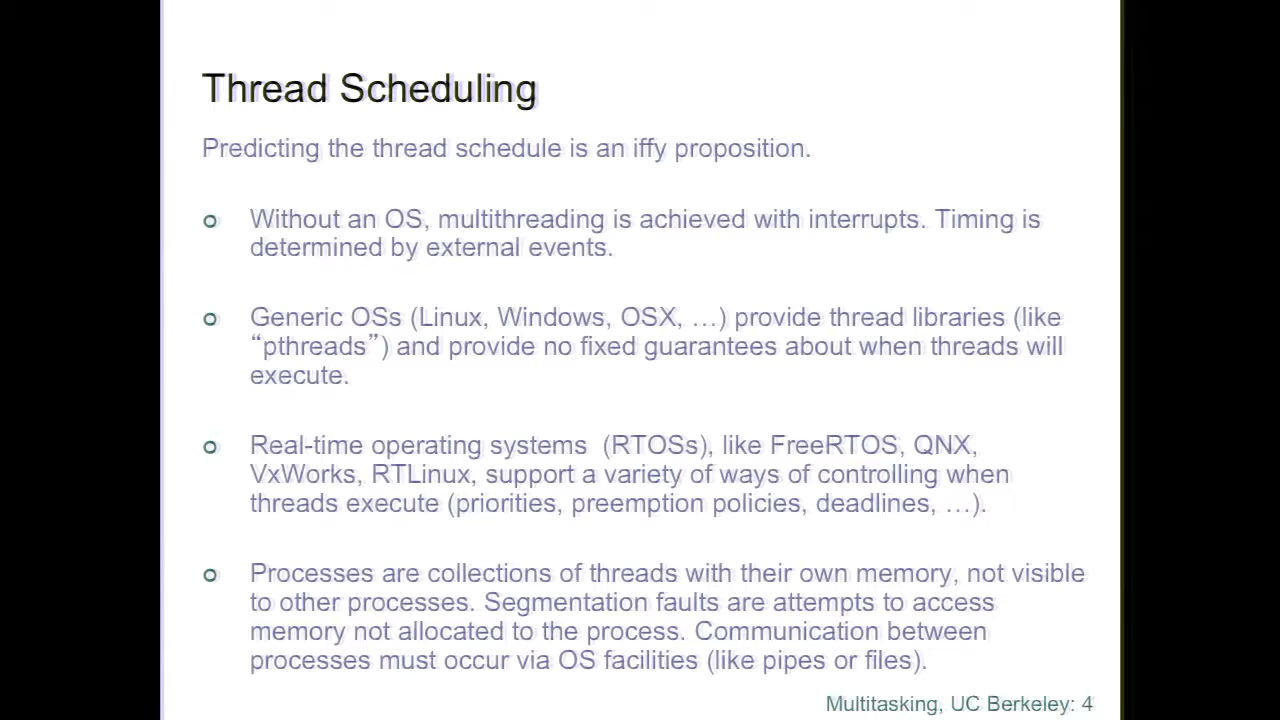 Thread Scheduling
Predicting the thread schedule is an iffy proposition.
Without an OS, multithreading is achieved with interrupts. Timing is
determined by external events.
Generic OSs (Linux, Windows, OSX, …) provide thread libraries (like
“pthreads”) and provide no fixed guarantees about when threads will
execute.
Real-time operating systems  (RTOSs), like FreeRTOS, QNX,
VxWorks, RTLinux, support a variety of ways of controlling when
threads execute (priorities, preemption policies, deadlines, …).
Processes are collections of threads with their own memory, not visible
to other processes. Segmentation faults are attempts to access
memory not allocated to the process. Communication between
processes must occur via OS facilities (like pipes or files).
Multitasking, UC Berkeley: 4